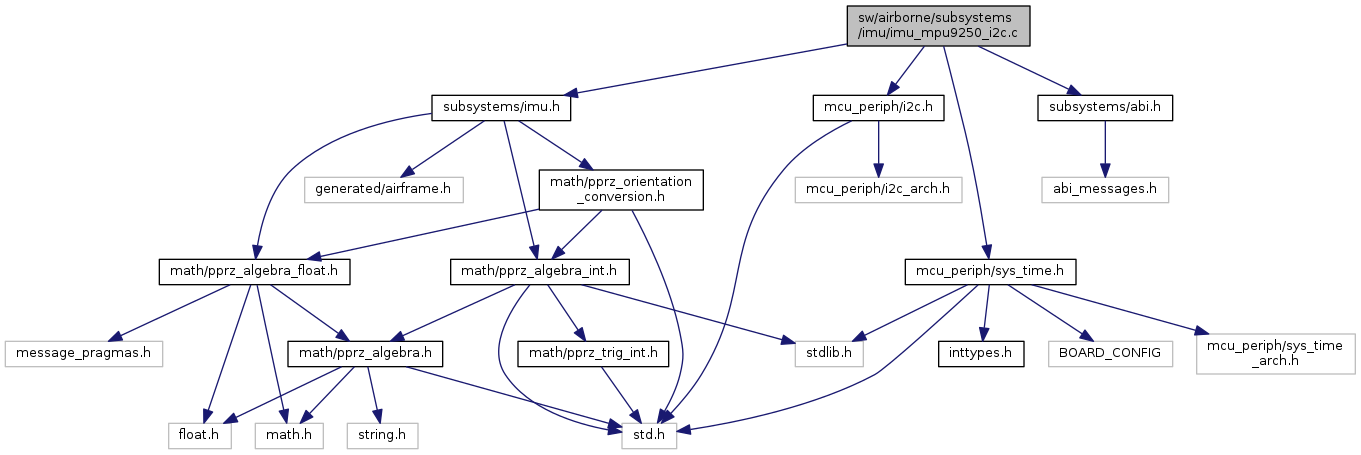 sw/airborne/subsystems
/imu/imu_mpu9250_i2c.c
subsystems/imu.h
mcu_periph/i2c.h
subsystems/abi.h
generated/airframe.h
math/pprz_orientation
_conversion.h
mcu_periph/i2c_arch.h
abi_messages.h
math/pprz_algebra_float.h
math/pprz_algebra_int.h
mcu_periph/sys_time.h
message_pragmas.h
math/pprz_algebra.h
math/pprz_trig_int.h
stdlib.h
inttypes.h
BOARD_CONFIG
mcu_periph/sys_time
_arch.h
float.h
math.h
string.h
std.h